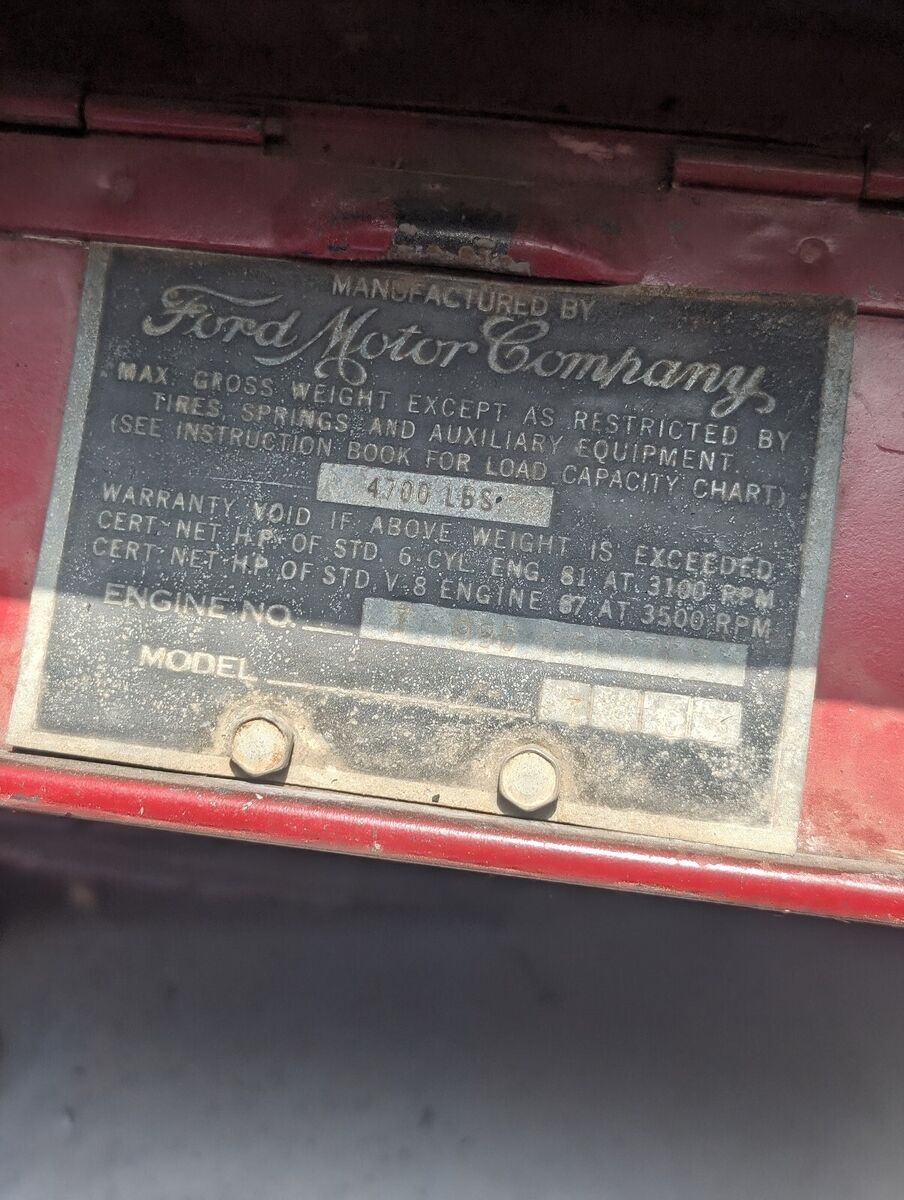 MANUFACTURED BY
Ford Motor Company
MAX. GROSS WEIGHT EXCEPT AS RESTRICTED BY
TIRES, SPRINGS, AND AUXILIARY EQUIPMENT.
(SEE INSTRUCTION BOOK FOR LOAD CAPACITY CHART)
4700 LBS.
WARRANTY VOID IF ABOVE WEIGHT IS EXCEEDED
CERT. NET H.P. OF STD. 6-CYL ENG. 81 AT 3100 RPM
CERT. NET H.P. OF STD. V-8 ENGINE 87 AT 3500 RPM
ENGINE NO.
MODEL